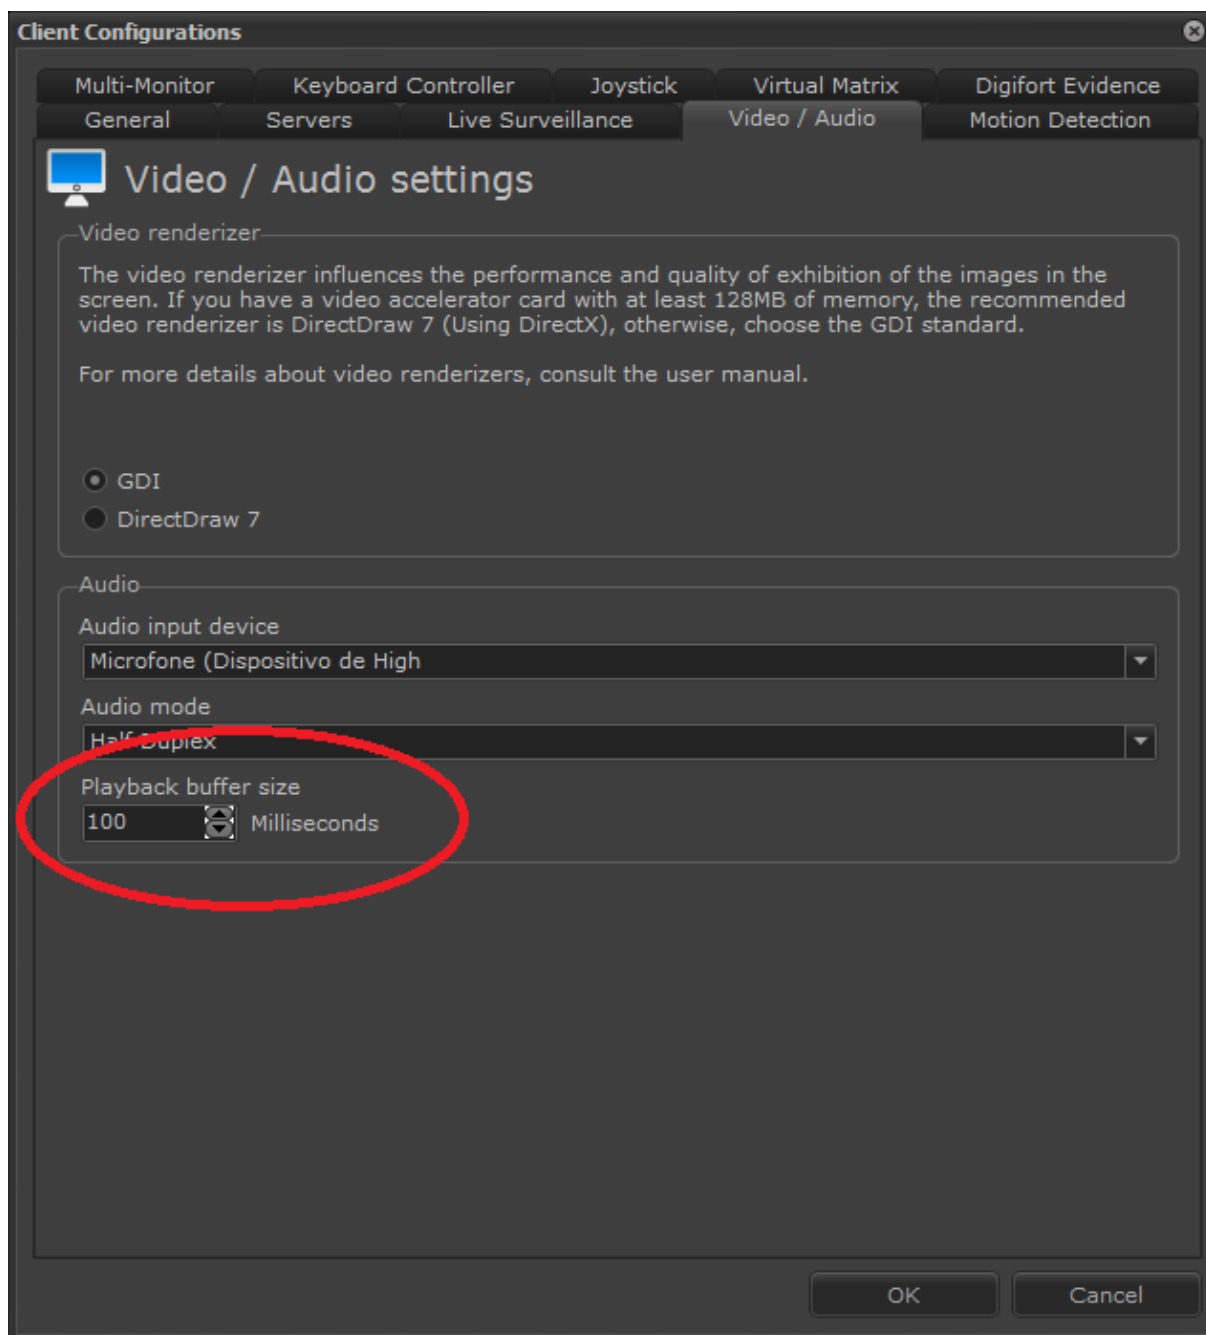 Client Configurations
Multi-Monitor Keyboard Controller Joystick Virtual Matrix Digifort Evidence
General Servers Live Surveillance Video / Audio Motion Detection
Video / Audio settings
Video renderizer
The video renderizer influences the performance and quality of exhibition of the images in the
screen. If you have a video accelerator card with at least 128MB of memory, the recommended
video renderizer is DirectDraw 7 (Using DirectX), otherwise, choose the GDI standard.
For more details about video renderizers, consult the user manual.
GDI
DirectDraw 7
Audio
Audio input device
Microfone (Dispositivo de High
Audio mode
Half Duplex
Playback buffer size
100 Milliseconds
OK Cancel